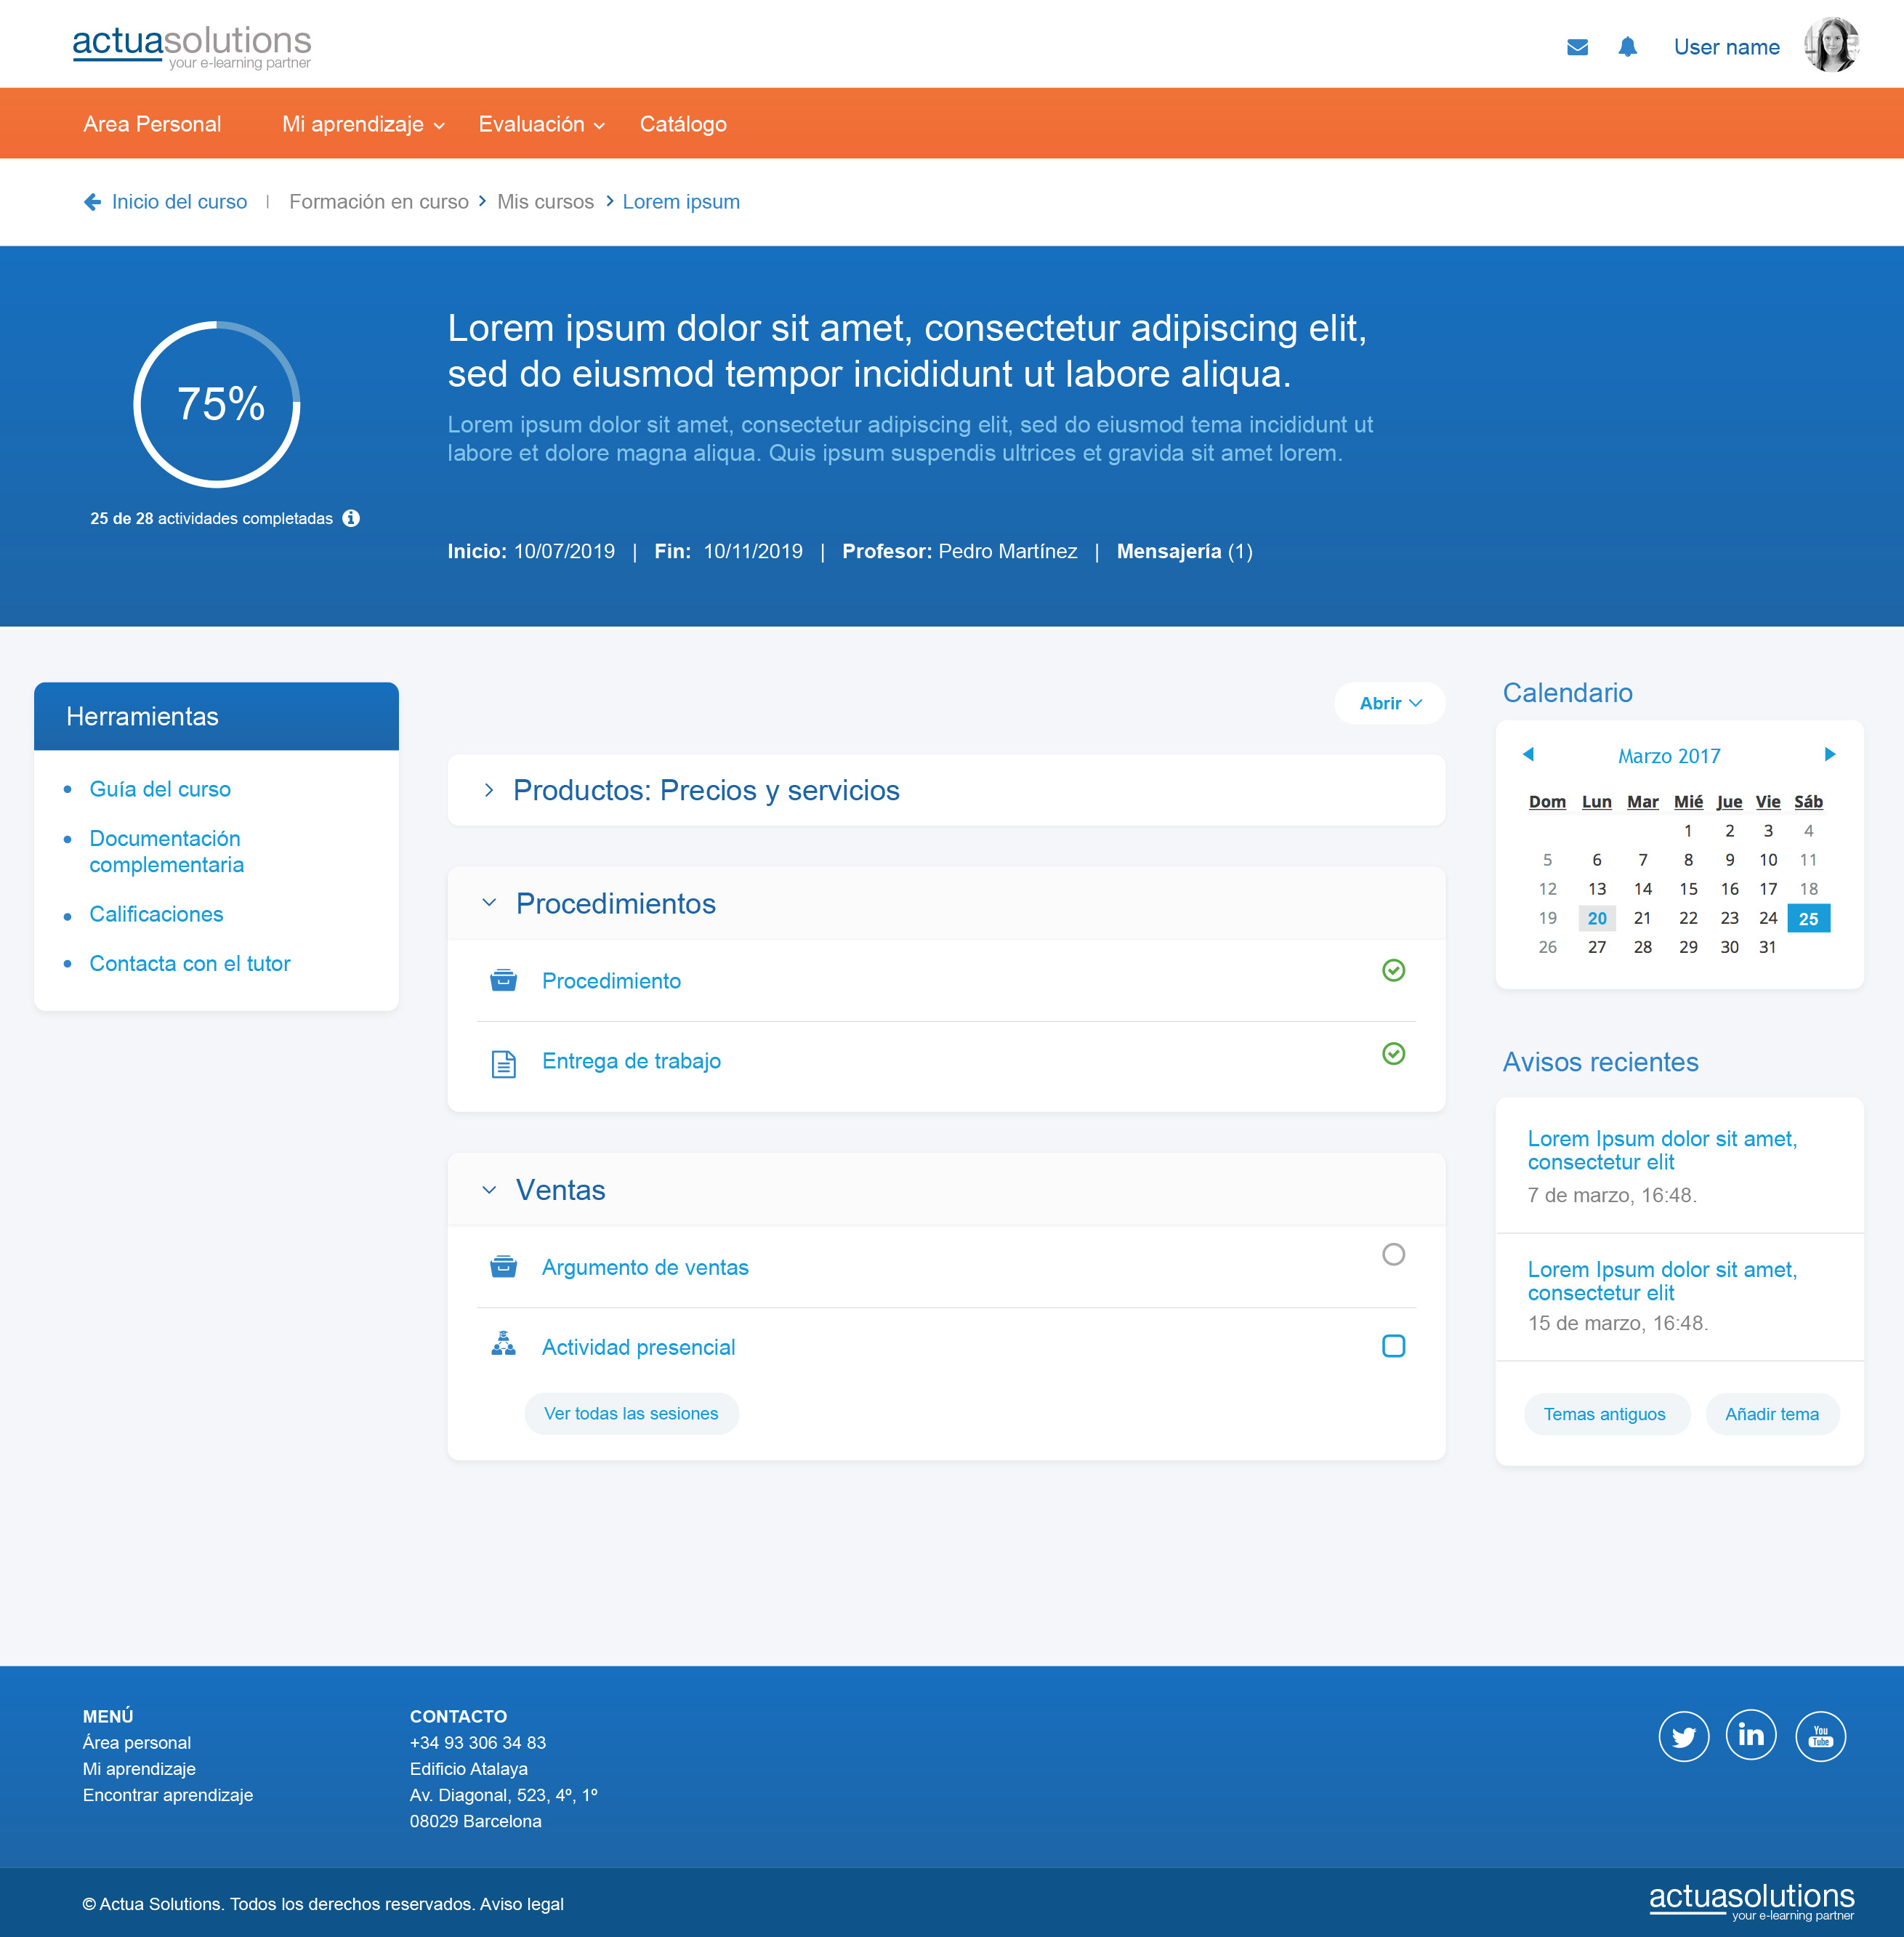 actuasolutions
your e-learning partner
User name
Area Personal Mi aprendizaje Evaluación Catálogo
Inicio del curso | Formación en curso Mis cursos Lorem ipsum
75%
25 de 28 actividades completadas
Lorem ipsum dolor sit amet, consectetur adipiscing elit,
sed do eiusmod tempor incididunt ut labore aliqua.
Lorem ipsum dolor sit amet, consectetur adipiscing elit, sed do eiusmod tema incididunt ut
labore et dolore magna aliqua. Quis ipsum suspendis ultrices et gravida sit amet lorem.
Inicio: 10/07/2019 | Fin: 10/11/2019 | Profesor: Pedro Martínez | Mensajería (1)
Herramientas
Guía del curso
Documentación
complementaria
Calificaciones
Contacta con el tutor
Abrir
Productos: Precios y servicios
Procedimientos
Procedimiento
Entrega de trabajo
Ventas
Argumento de ventas
Actividad presencial
Ver todas las sesiones
Calendario
Marzo 2017
Dom Lun Mar Mié Jue Vie Sáb
1 2 3 4
5 6 7 8 9 10 11
12 13 14 15 16 17 18
19 20 21 22 23 24 25
26 27 28 29 30 31
Avisos recientes
Lorem Ipsum dolor sit amet,
consectetur elit
7 de marzo, 16:48.
Lorem Ipsum dolor sit amet,
consectetur elit
15 de marzo, 16:48.
Temas antiguos Añadir tema
MENÚ
Área personal
Mi aprendizaje
Encontrar aprendizaje
CONTACTO
+34 93 306 34 83
Edificio Atalaya
Av. Diagonal, 523, 4º, 1º
08029 Barcelona
in
You
Tube
© Actua Solutions. Todos los derechos reservados. Aviso legal
actuasolutions
your e-learning partner